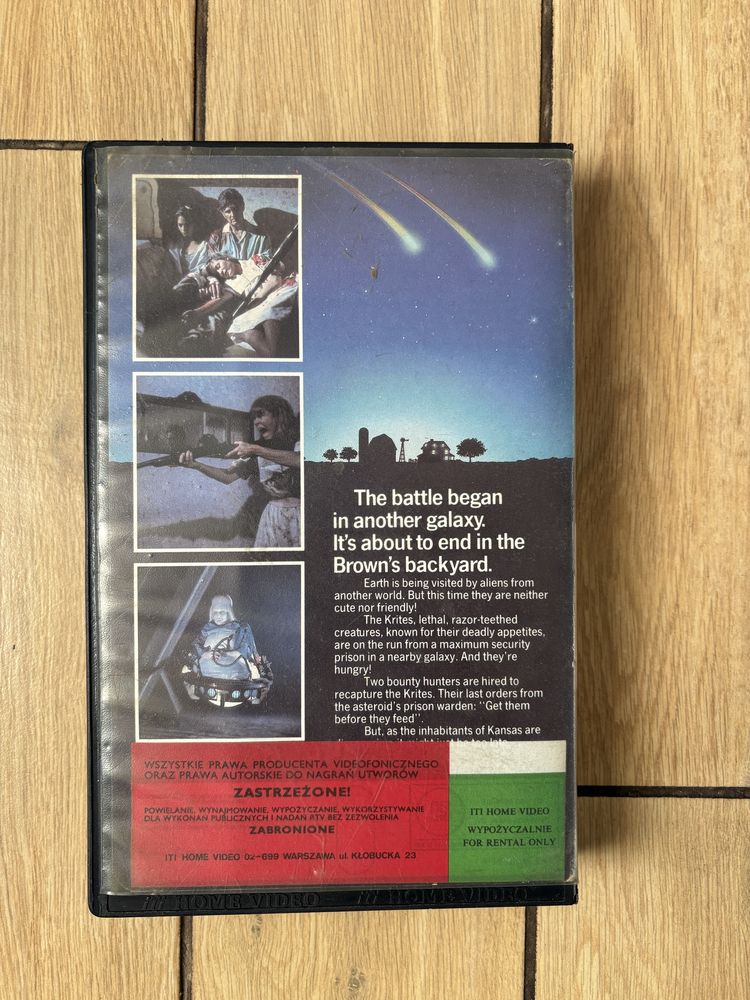 The battle began
in another galaxy.
It's about to end in the
Brown's backyard.
Earth is being visited by aliens from
another world. But this time they are neither
cute nor friendly!
The Krites, lethal, razor-teethed
creatures, known for their deadly appetites,
are on the run from a maximum security
prison in a nearby galaxy. And they're
hungry!
Two bounty hunters are hired to
recapture the Krites. Their last orders from
the asteroid's prison warden: "Get them
before they feed".
But, as the inhabitants of Kansas are
WSZYSTKIE PRAWA PRODUCENTA VIDEOFONICZNEGO
ORAZ PRAWA AUTORSKIE DO NAGRAŃ UTWORÓW
ZASTRZEŻONE!
POWIELANIE, WYNAJMOWANIE, WYPOŻYCZANIE, WYKORZYSTYWANIE
DLA WYKONAŃ PUBLICZNYCH I NADAŃ RTV BEZ ZEZWOLENIA
ZABRONIONE
ITI HOME VIDEO 02-699 WARSZAWA ul. KŁOBUCKA 23
ITI HOME VIDEO
WYPOŻYCZALNIE
FOR RENTAL ONLY
iti HOME VIDEO
iti HOME VIDEO